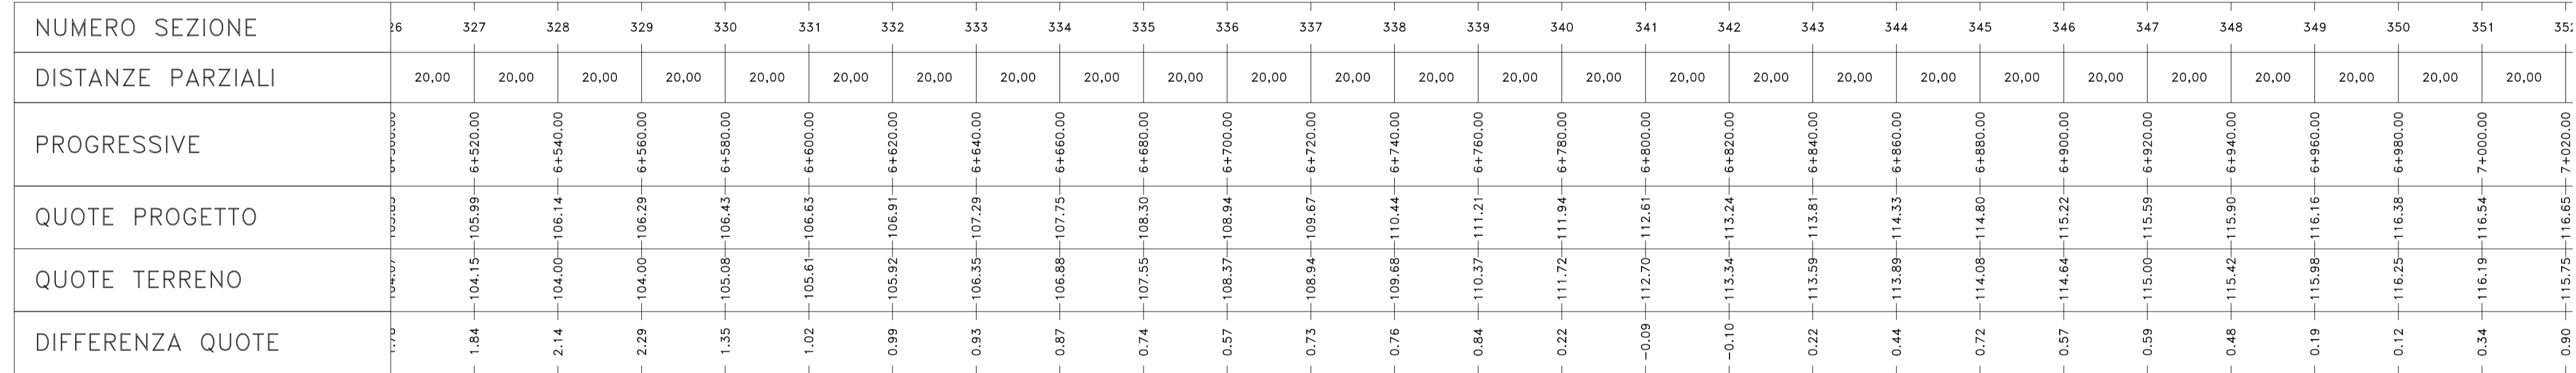 NUMERO SEZIONE 26 327 328 329 330 331 332 333 334 335 336 337 338 339 340 341 342 343 344 345 346 347 348 349 350 351
DISTANZE PARZIALI 20,00 20,00 20,00 20,00 20,00 20,00 20,00 20,00 20,00 20,00 20,00 20,00 20,00 20,00 20,00 20,00 20,00 20,00 20,00 20,00 20,00 20,00 20,00 20,00 20,00 20,00
PROGRESSIVE 6+520.00 6+540.00 6+560.00 6+580.00 6+600.00 6+620.00 6+640.00 6+660.00 6+680.00 6+700.00 6+720.00 6+740.00 6+760.00 6+780.00 6+800.00 6+820.00 6+840.00 6+860.00 6+880.00 6+900.00 6+920.00 6+940.00 6+960.00 6+980.00 7+000.00 7+020.00
QUOTE PROGETTO 105.99 106.14 106.29 106.43 106.63 106.91 107.29 107.75 108.30 108.94 109.67 110.44 111.21 111.94 112.61 113.24 113.81 114.33 114.80 115.22 115.59 115.90 116.16 116.38 116.54 116.65
QUOTE TERRENO 104.15 104.00 104.00 105.08 105.61 105.92 106.35 106.88 107.55 108.37 108.94 109.68 110.37 111.72 112.70 113.34 113.59 113.89 114.08 114.64 115.00 115.42 115.98 116.25 116.19 115.75
DIFFERENZA QUOTE 1.84 2.14 2.29 1.35 1.02 0.99 0.93 0.87 0.74 0.57 0.73 0.76 0.84 0.22 -0.09 -0.10 0.22 0.44 0.72 0.57 0.59 0.48 0.19 0.12 0.34 0.90